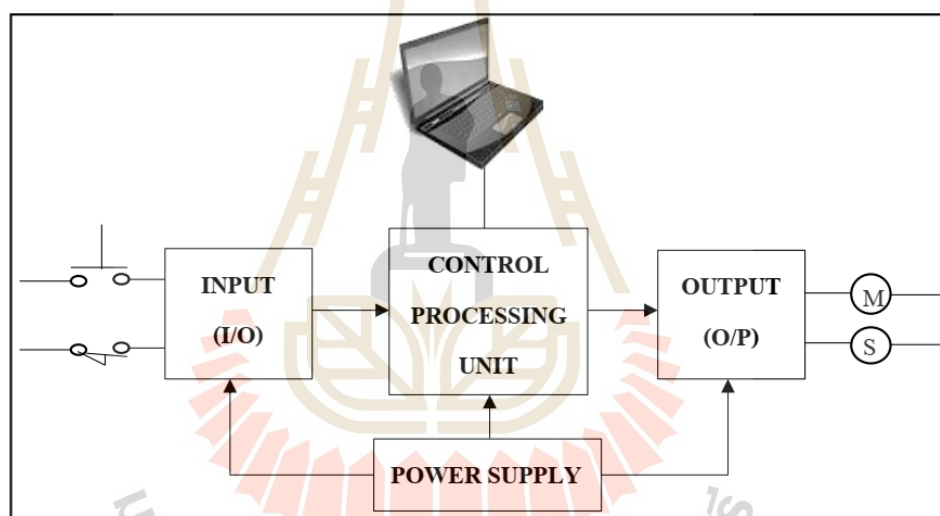 CONTROL
PROCESSING
UNIT
INPUT
(I/O)
OUTPUT
(O/P)
M
S
POWER SUPPLY